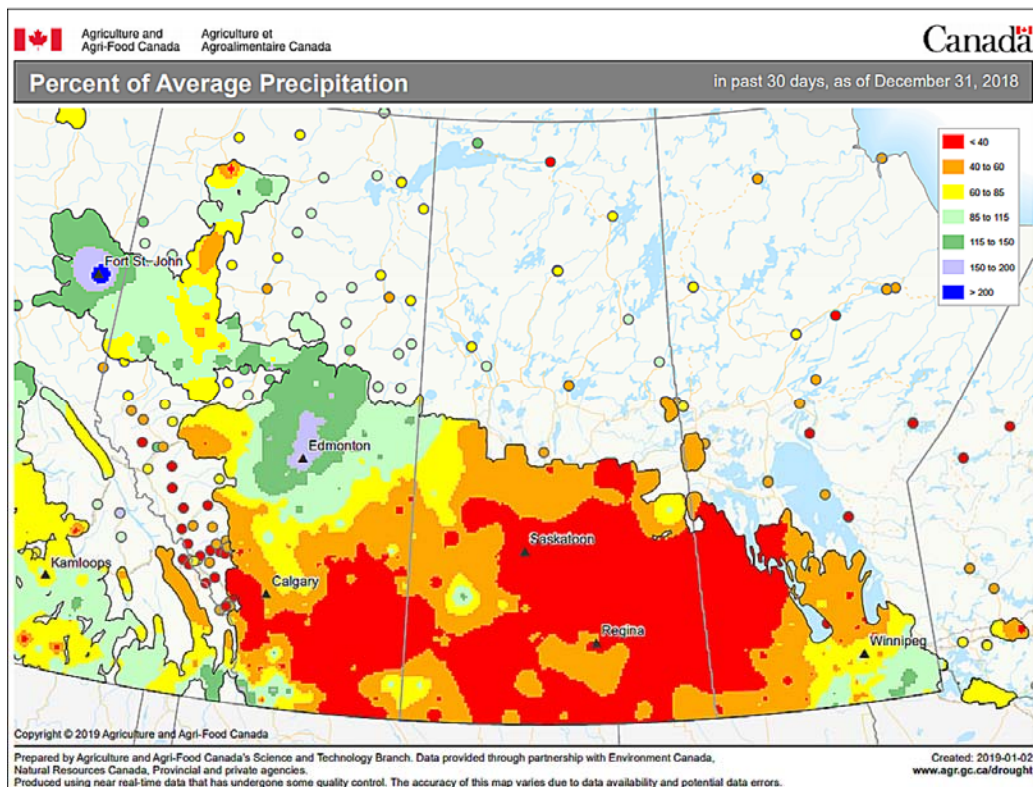 Agriculture and Agriculture et
Agri-Food Canada Agroalimentaire Canada
Canada
Percent of Average Precipitation in past 30 days, as of December 31, 2018
< 40
40 to 60
60 to 85
85 to 115
115 to 150
150 to 200
> 200
Fort St. John
Edmonton
Saskatoon
Kamloops
Calgary
Regina
Winnipeg
Copyright © 2019 Agriculture and Agri-Food Canada
Prepared by Agriculture and Agri-Food Canada's Science and Technology Branch. Data provided through partnership with Environment Canada, Created: 2019-01-02
Natural Resources Canada, Provincial and private agencies. www.agr.gc.ca/drought
Produced using near real-time data that has undergone some quality control. The accuracy of this map varies due to data availability and potential data errors.